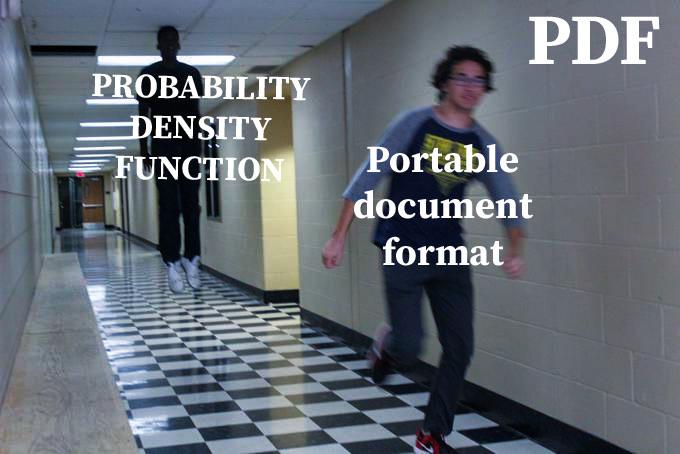 PDF
PROBABILITY
DENSITY
FUNCTION
Portable
document
format